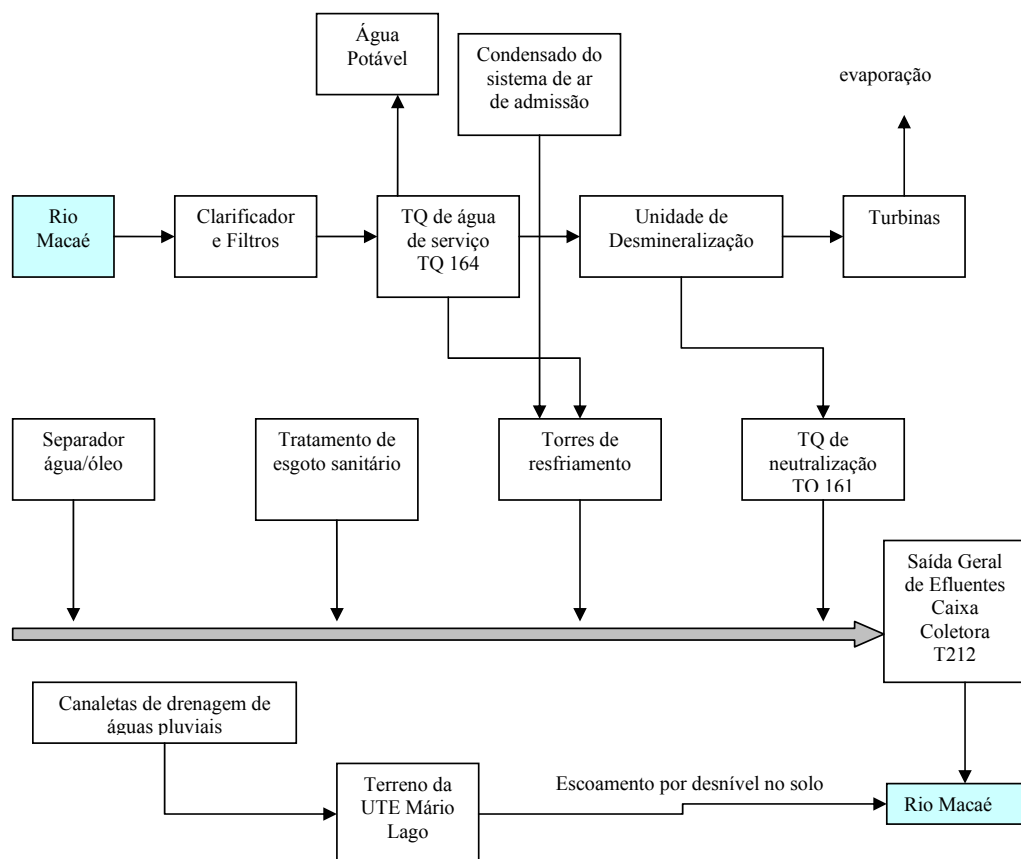 Água
Potável
Condensado do
sistema de ar
de admissão
evaporação
Rio
Macaé
Clarificador
e Filtros
TQ de água
de serviço
TQ 164
Unidade de
Desmineralização
Turbinas
Separador
água/óleo
Tratamento de
esgoto sanitário
Torres de
resfriamento
TQ de
neutralização
TQ 161
Saída Geral
de Efluentes
Caixa
Coletora
T212
Canaletas de drenagem de
águas pluviais
Terreno da
UTE Mário
Lago
Escoamento por desnível no solo
Rio Macaé